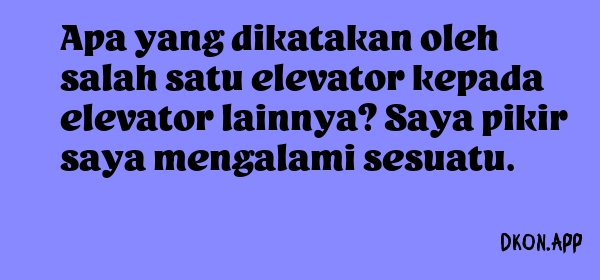 Apa yang dikatakan oleh
salah satu elevator kepada
elevator lainnya? Saya pikir
saya mengalami sesuatu.
DKON.APP